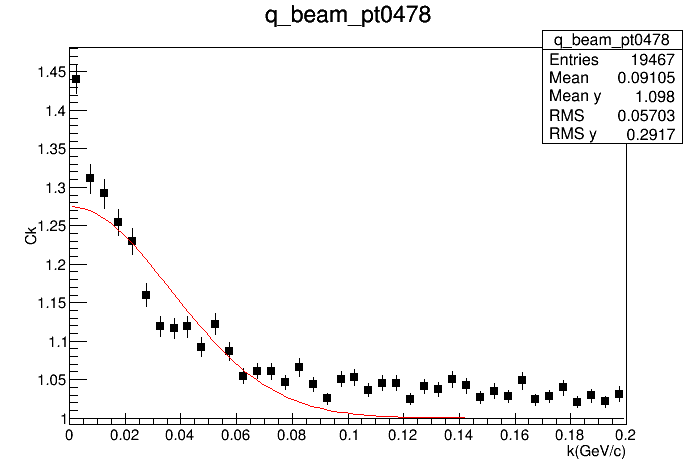 q_beam_pt0478
q_beam_pt0478
Entries 19467
Mean 0.09105
Mean y 1.098
RMS 0.05703
RMS y 0.2917
1.45
1.4
1.35
1.3
1.25
1.2
1.15
1.1
1.05
1
Ck
0 0.02 0.04 0.06 0.08 0.1 0.12 0.14 0.16 0.18 0.2
k(GeV/c)